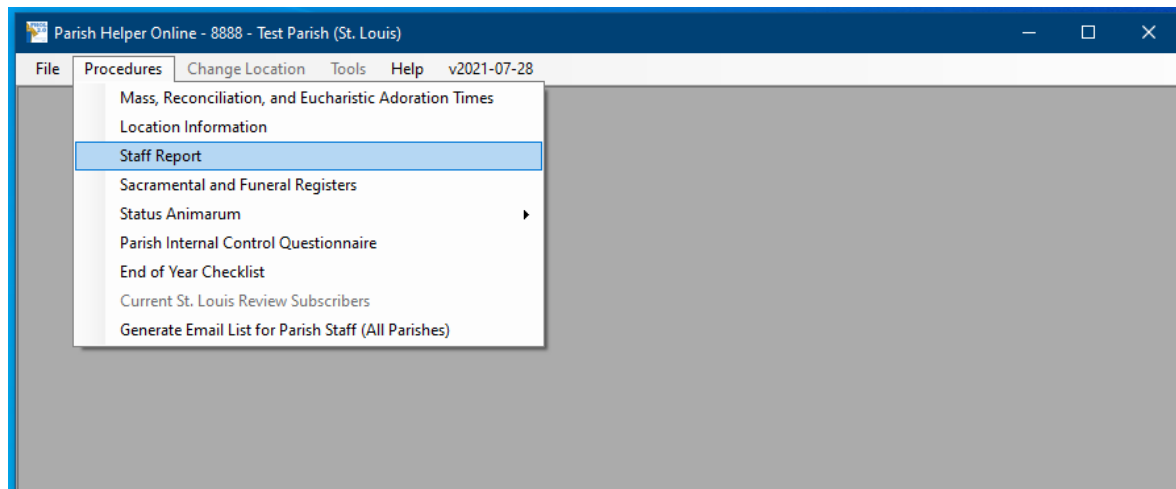 Parish Helper Online - 8888 - Test Parish (St. Louis)
File Procedures Change Location Tools Help v2021-07-28
Mass, Reconciliation, and Eucharistic Adoration Times
Location Information
Staff Report
Sacramental and Funeral Registers
Status Animarum
Parish Internal Control Questionnaire
End of Year Checklist
Current St. Louis Review Subscribers
Generate Email List for Parish Staff (All Parishes)